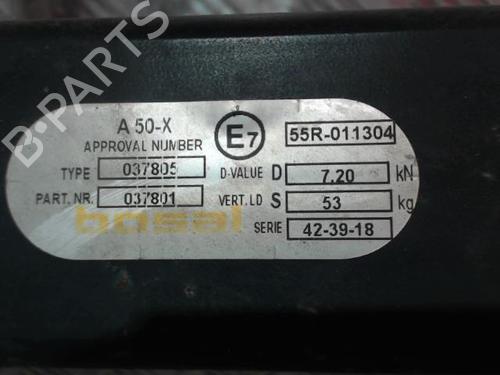 B-PARTS
A 50-X
APPROVAL NUMBER E7 55R-011304
TYPE 037805 D-VALUE D 7.20 kN
PART. NR. 037801 VERT. LD S 53 kg
bosal SERIE 42-39-18